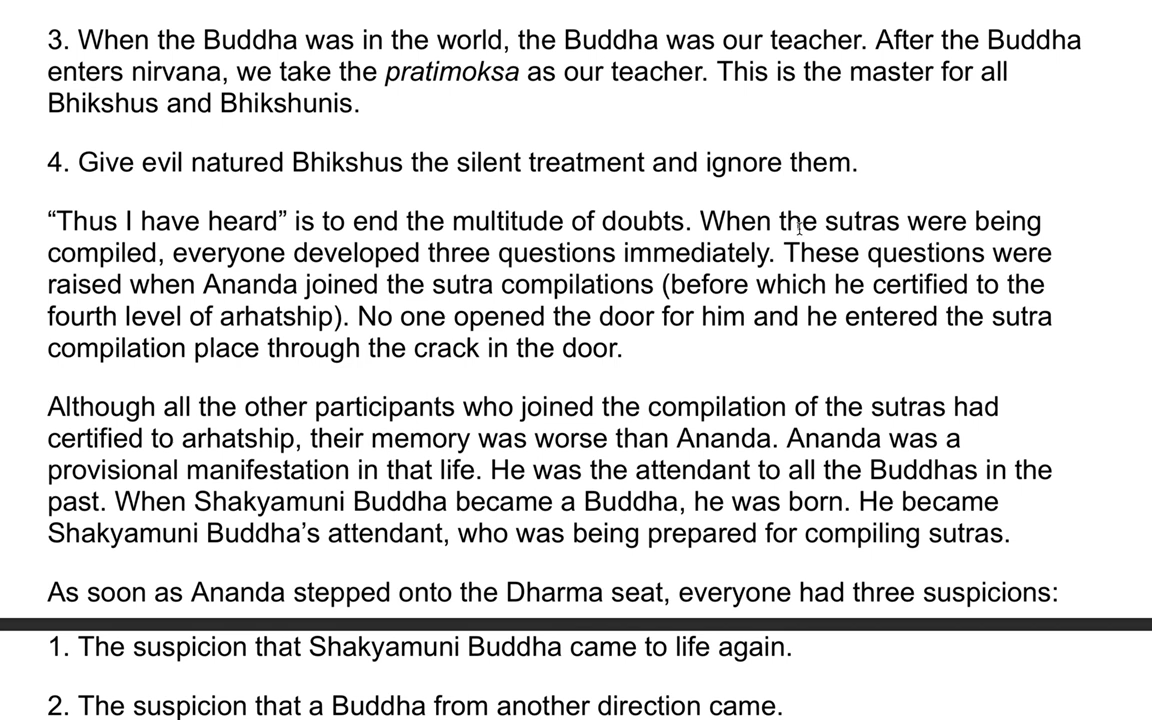 3. When the Buddha was in the world, the Buddha was our teacher. After the Buddha
enters nirvana, we take the pratimoksa as our teacher. This is the master for all
Bhikshus and Bhikshunis.
4. Give evil natured Bhikshus the silent treatment and ignore them.
“Thus I have heard” is to end the multitude of doubts. When the sutras were being
compiled, everyone developed three questions immediately. These questions were
raised when Ananda joined the sutra compilations (before which he certified to the
fourth level of arhatship). No one opened the door for him and he entered the sutra
compilation place through the crack in the door.
Although all the other participants who joined the compilation of the sutras had
certified to arhatship, their memory was worse than Ananda. Ananda was a
provisional manifestation in that life. He was the attendant to all the Buddhas in the
past. When Shakyamuni Buddha became a Buddha, he was born. He became
Shakyamuni Buddha’s attendant, who was being prepared for compiling sutras.
As soon as Ananda stepped onto the Dharma seat, everyone had three suspicions:
1. The suspicion that Shakyamuni Buddha came to life again.
2. The suspicion that a Buddha from another direction came.